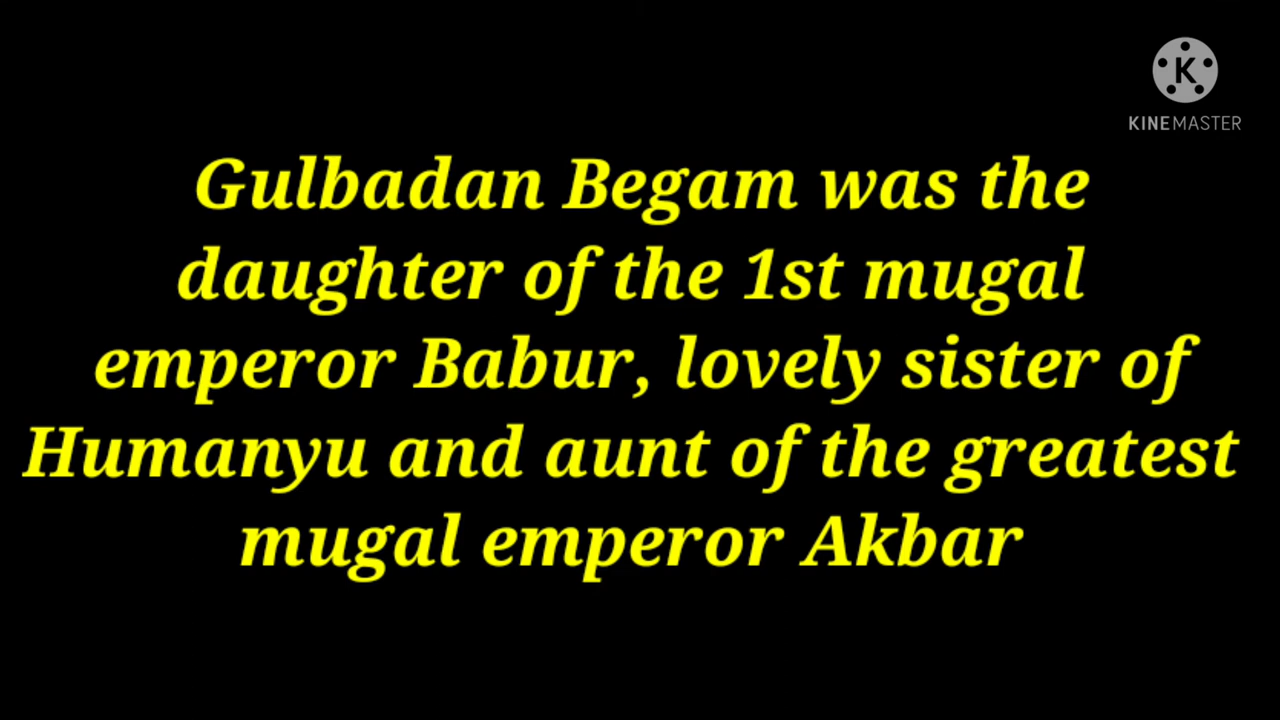 K
KINEMASTER
Gulbadan Begam was the
daughter of the 1st mugal
emperor Babur, lovely sister of
Humanyu and aunt of the greatest
mugal emperor Akbar